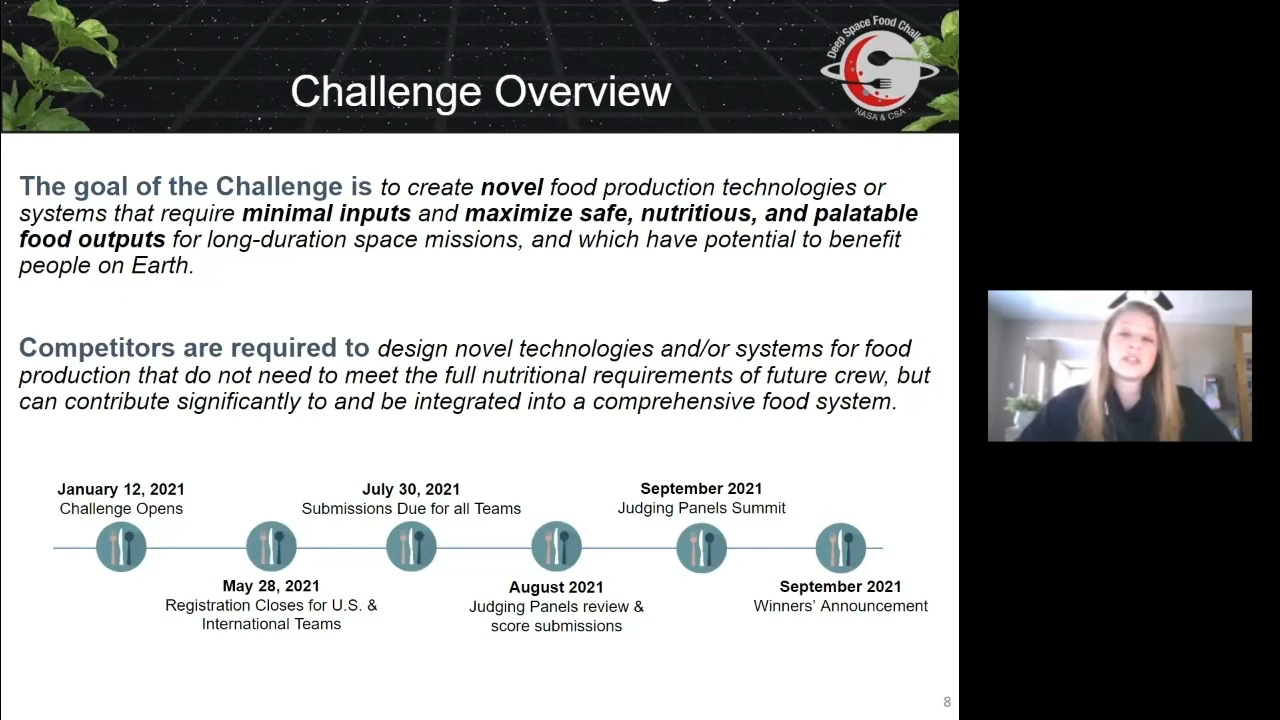 Deep Space Food Challenge
NASA & CSA
Challenge Overview
The goal of the Challenge is to create novel food production technologies or
systems that require minimal inputs and maximize safe, nutritious, and palatable
food outputs for long-duration space missions, and which have potential to benefit
people on Earth.
Competitors are required to design novel technologies and/or systems for food
production that do not need to meet the full nutritional requirements of future crew, but
can contribute significantly to and be integrated into a comprehensive food system.
January 12, 2021
Challenge Opens
May 28, 2021
Registration Closes for U.S. &
International Teams
July 30, 2021
Submissions Due for all Teams
August 2021
Judging Panels review &
score submissions
September 2021
Judging Panels Summit
September 2021
Winners' Announcement
8